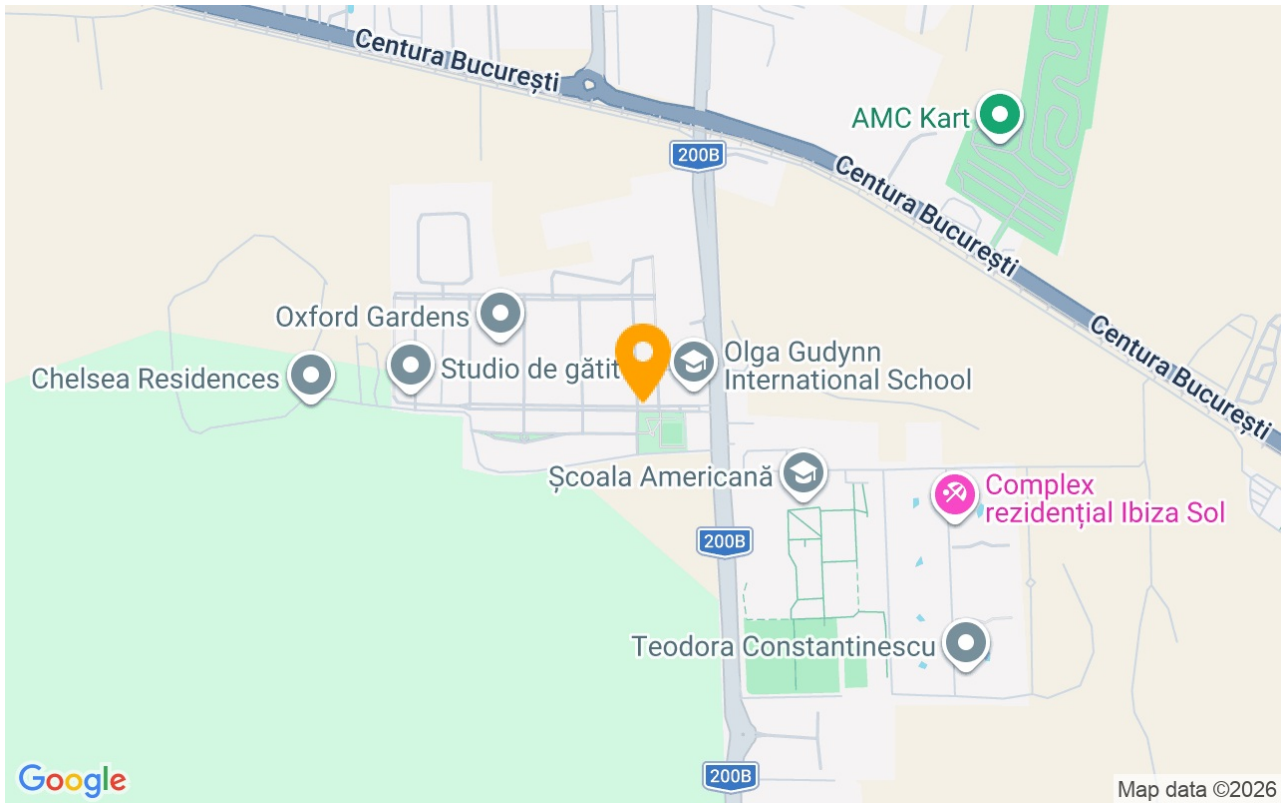 Centura București
200B
AMC Kart
Centura București
Oxford Gardens
Studio de gătit
Chelsea Residences
Olga Gudynn
International School
Centura București
Școala Americană
Complex
rezidențial Ibiza Sol
200B
Teodora Constantinescu
200B
Google
Map data ©2026